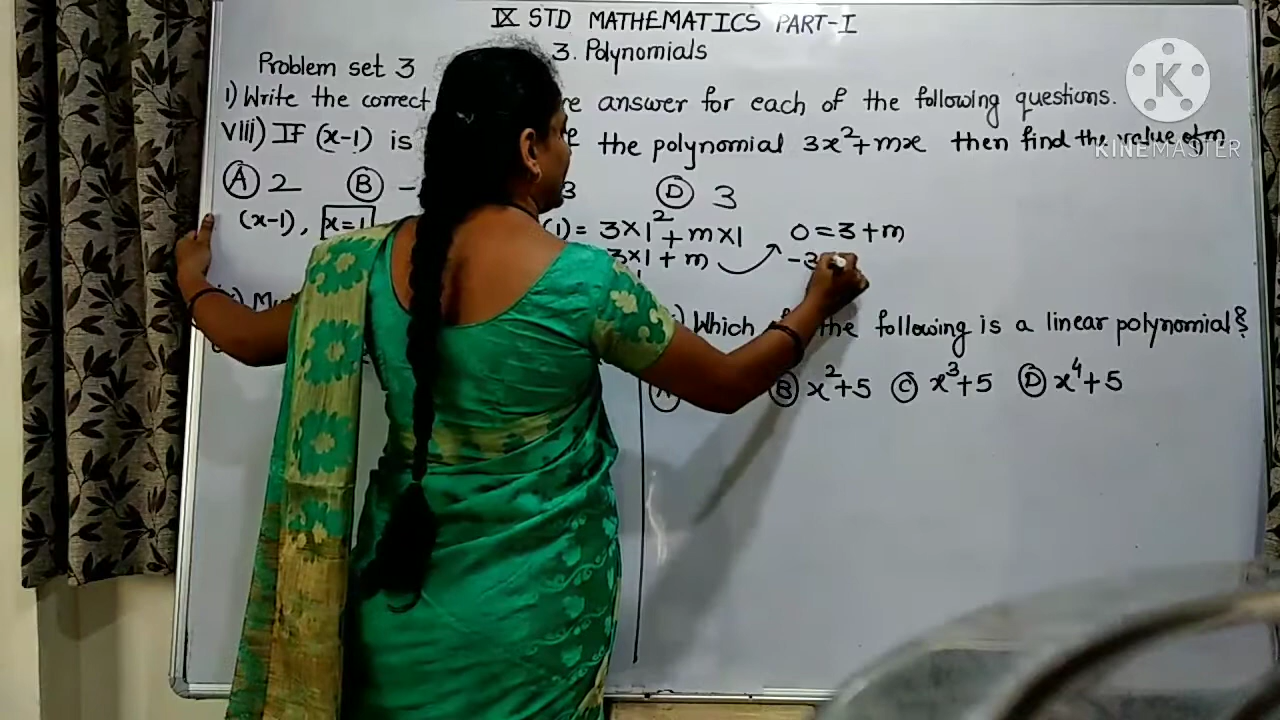 IX STD MATHEMATICS PART-I
3. Polynomials
Problem set 3
1) Write the correct answer for each of the following questions.
viii) IF (x-1) is the polynomial 3x²+mx then find the value of m
A 2 B - 3 D 3
(x-1), x=1 (1) = 3×1²+m×1 0=3+m
3×1+m -3
Which the following is a linear polynomial?
B x²+5 C x³+5 D x⁴+5
K
KINEMASTER